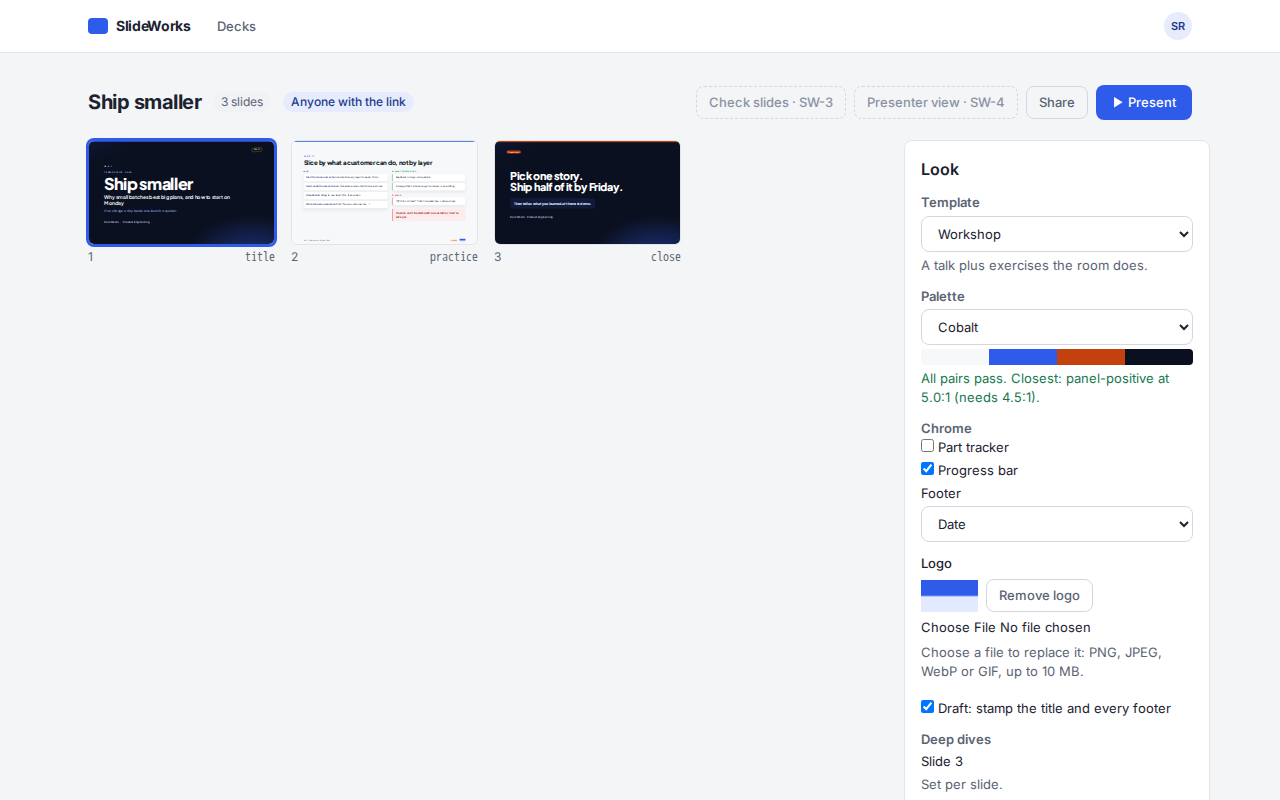 SlideWorks
Decks
SR
Ship smaller
3 slides
Anyone with the link
Check slides · SW-3
Presenter view · SW-4
Share
Present
Ship smaller
Why small batches beat big plans, and how to start on
Monday
Slice by what a customer can do, not by layer
Pick one story.
Ship half of it by Friday.
1
title
2
practice
3
close
Look
Template
Workshop
A talk plus exercises the room does.
Palette
Cobalt
All pairs pass. Closest: panel-positive at
5.0:1 (needs 4.5:1).
Chrome
Part tracker
Progress bar
Footer
Date
Logo
Remove logo
Choose File No file chosen
Choose a file to replace it: PNG, JPEG,
WebP or GIF, up to 10 MB.
Draft: stamp the title and every footer
Deep dives
Slide 3
Set per slide.